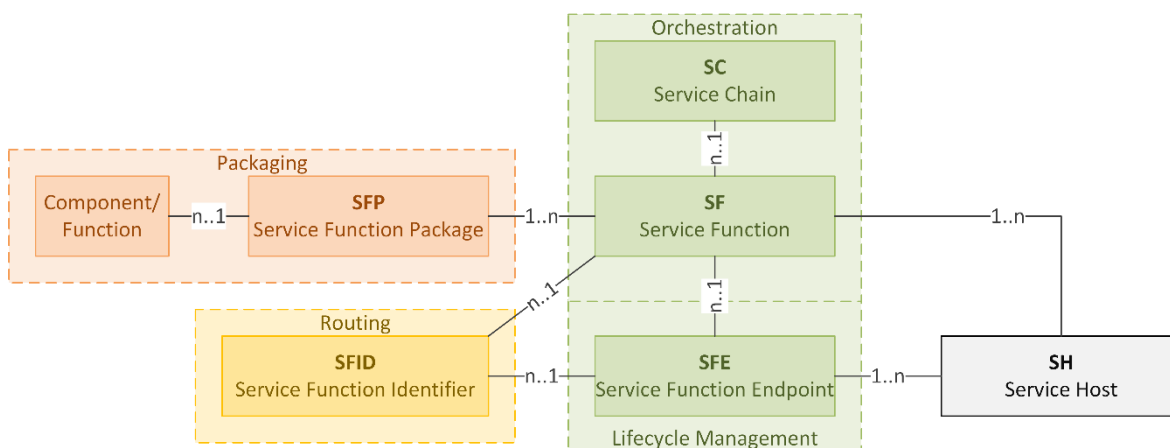 Orchestration
SC
Service Chain
n..1
Packaging
Component/
Function
n..1
SFP
Service Function Package
1..n
SF
Service Function
1..n
n..1
n..1
Routing
SFID
Service Function Identifier
n..1
SFE
Service Function Endpoint
1..n
SH
Service Host
Lifecycle Management